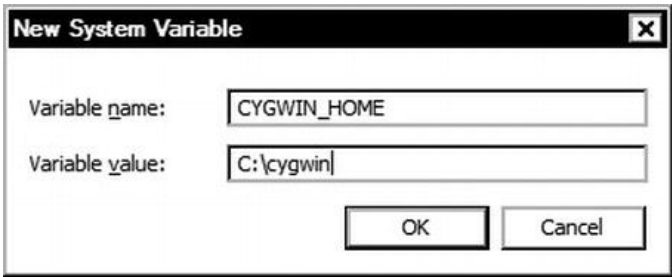 New System Variable
Variable name: CYGWIN_HOME
Variable value: C:\cygwin
OK Cancel